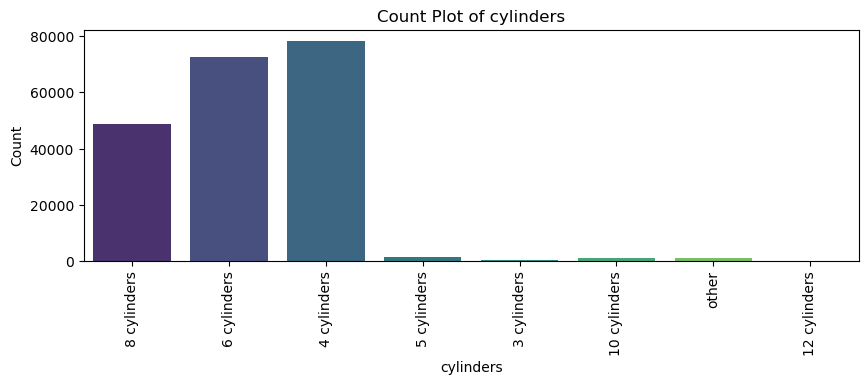 Count Plot of cylinders
80000
60000
40000
20000
0
Count
8 cylinders
6 cylinders
4 cylinders
5 cylinders
3 cylinders
10 cylinders
other
12 cylinders
cylinders